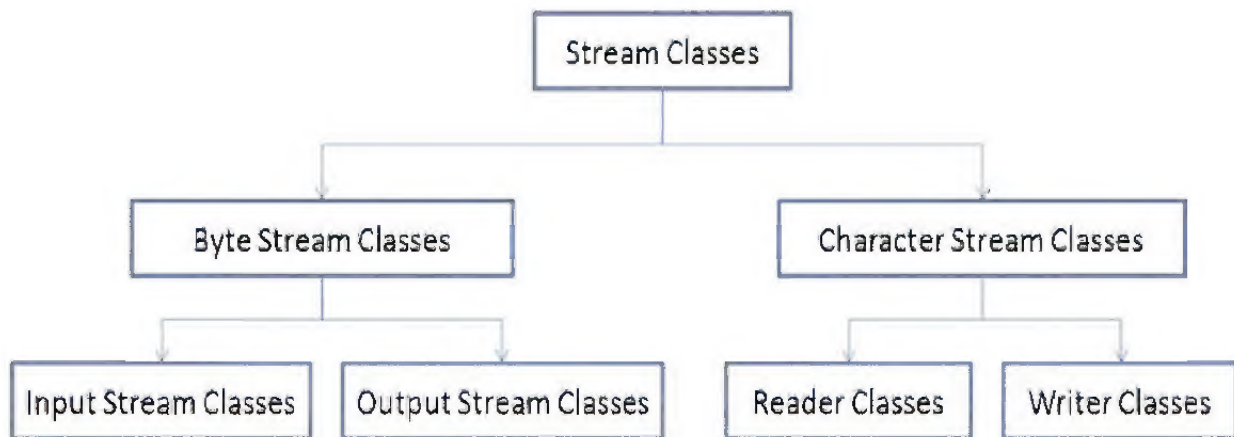 Stream Classes
Byte Stream Classes
Character Stream Classes
Input Stream Classes
Output Stream Classes
Reader Classes
Writer Classes